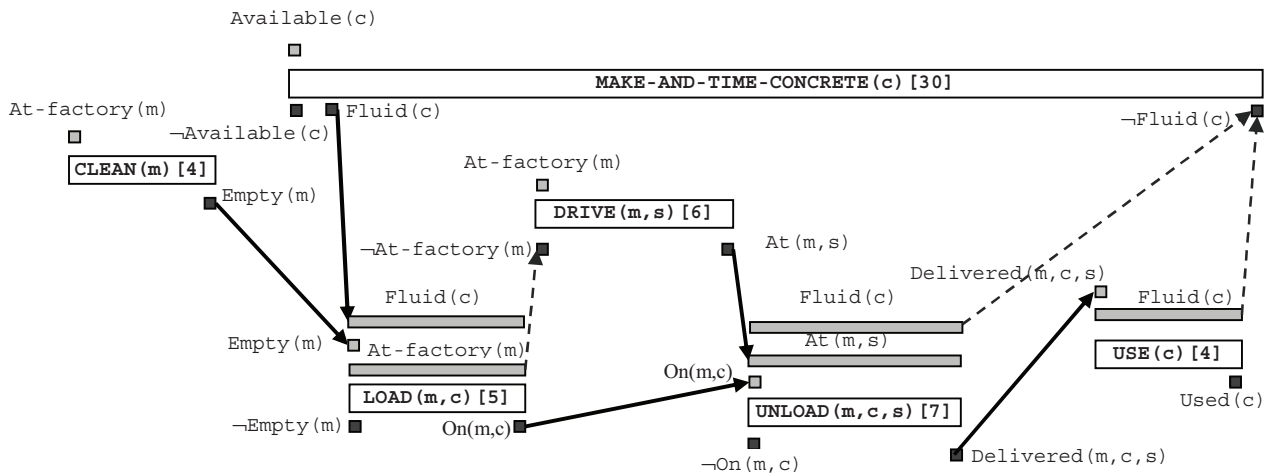 Available(c)
MAKE-AND-TIME-CONCRETE(c) [30]
At-factory(m)
¬Available(c)
Fluid(c)
¬Fluid(c)
CLEAN(m) [4]
At-factory(m)
Empty(m)
DRIVE(m,s) [6]
¬At-factory(m)
At(m,s)
Delivered(m,c,s)
Fluid(c)
Fluid(c)
Fluid(c)
Empty(m)
At-factory(m)
At(m,s)
USE(c) [4]
On(m,c)
LOAD(m,c) [5]
UNLOAD(m,c,s) [7]
Used(c)
¬Empty(m)
On(m,c)
¬On(m,c)
Delivered(m,c,s)